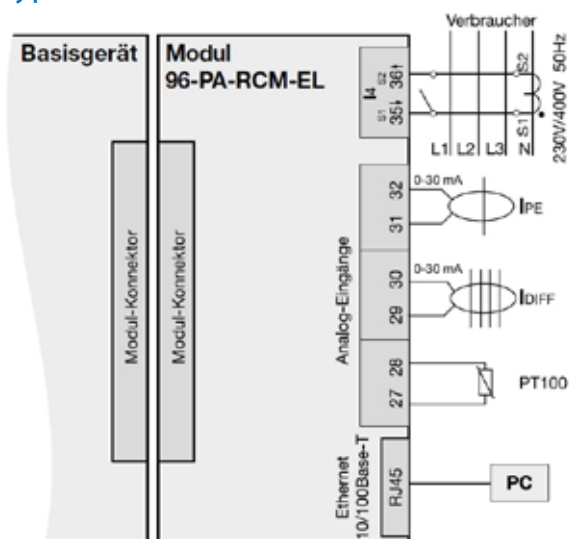 Verbraucher
Basisgerät
Modul
96-PA-RCM-EL
I4
S2
36
S1
35
S2
S1
L1
L2
L3
N
230V/400V 50Hz
Modul-Konnektor
Modul-Konnektor
Analog-Eingänge
32
31
0-30 mA
IPE
30
29
0-30 mA
IDIFF
28
27
PT100
Ethernet
10/100Base-T
RJ45
PC